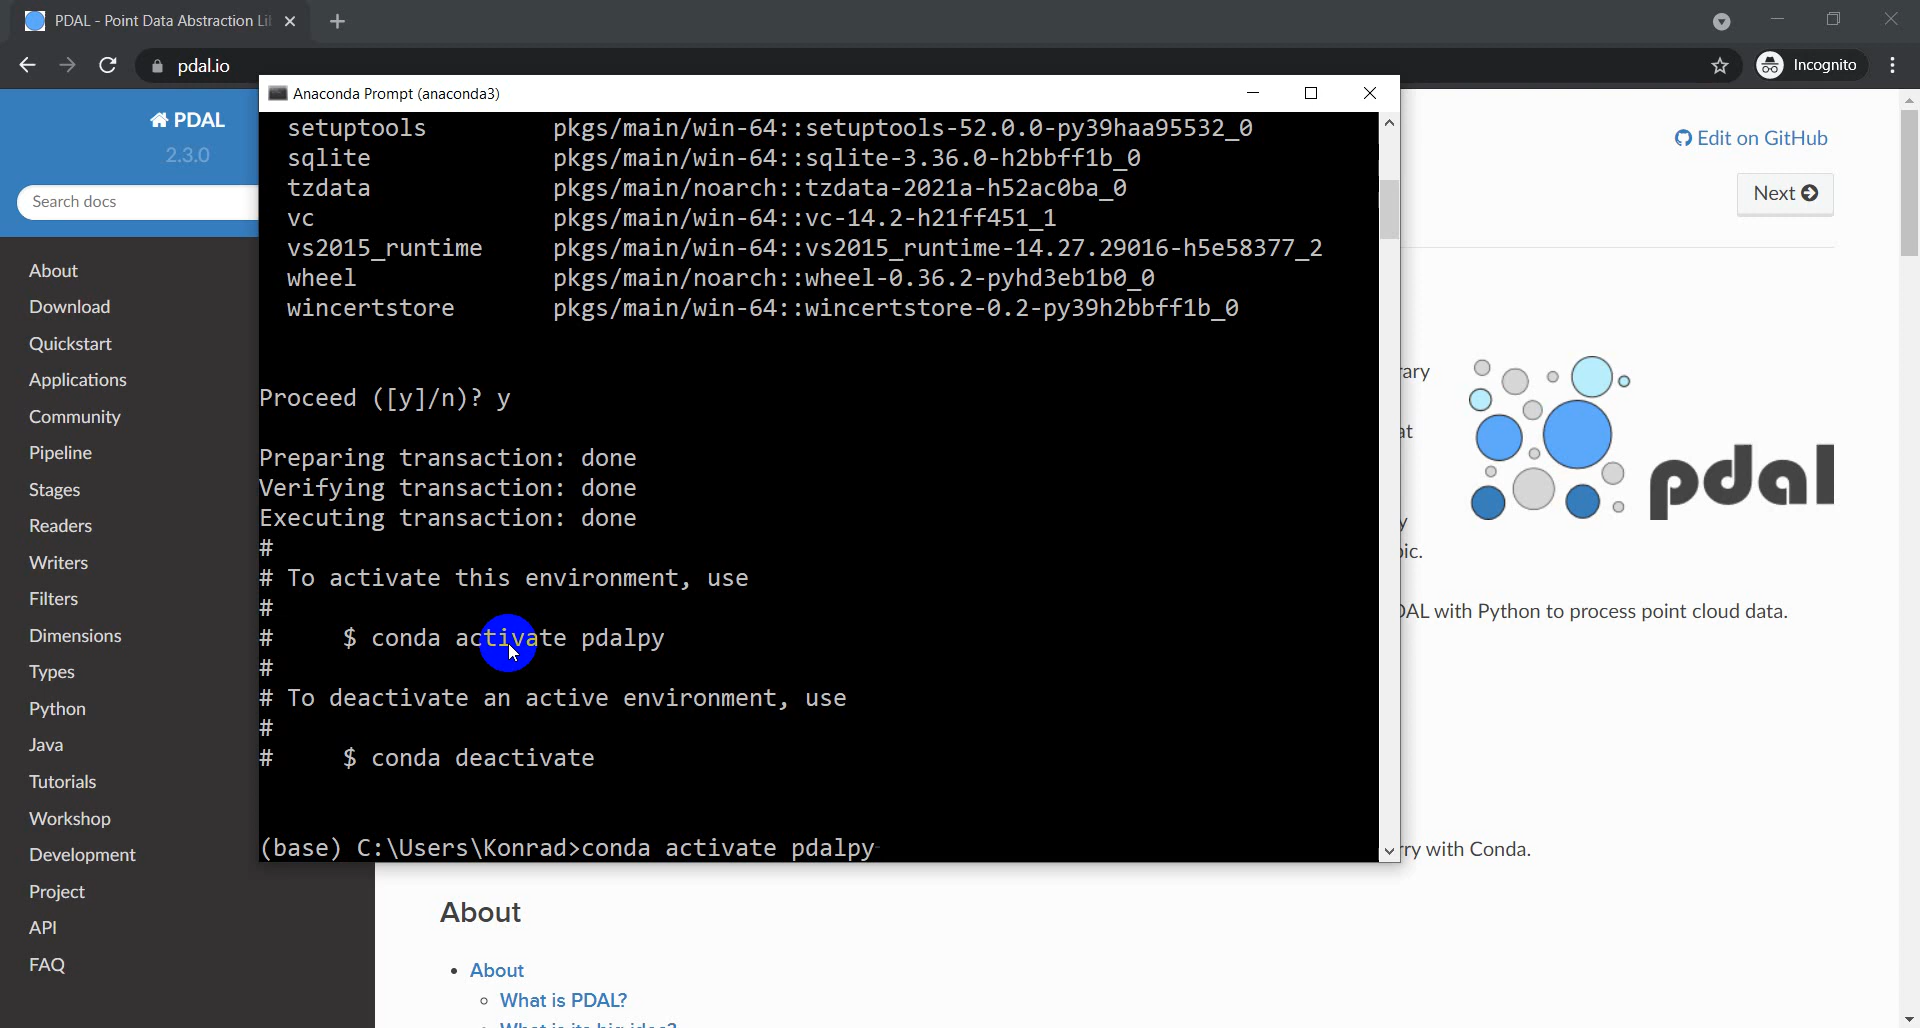 PDAL - Point Data Abstraction Li
pdal.io
Incognito
PDAL
2.3.0
Search docs
About
Download
Quickstart
Applications
Community
Pipeline
Stages
Readers
Writers
Filters
Dimensions
Types
Python
Java
Tutorials
Workshop
Development
Project
API
FAQ
Anaconda Prompt (anaconda3)
setuptools pkgs/main/win-64::setuptools-52.0.0-py39haa95532_0
sqlite pkgs/main/win-64::sqlite-3.36.0-h2bbff1b_0
tzdata pkgs/main/noarch::tzdata-2021a-h52ac0ba_0
vc pkgs/main/win-64::vc-14.2-h21ff451_1
vs2015_runtime pkgs/main/win-64::vs2015_runtime-14.27.29016-h5e58377_2
wheel pkgs/main/noarch::wheel-0.36.2-pyhd3eb1b0_0
wincertstore pkgs/main/win-64::wincertstore-0.2-py39h2bbff1b_0
Proceed ([y]/n)? y
Preparing transaction: done
Verifying transaction: done
Executing transaction: done
#
# To activate this environment, use
#
# $ conda activate pdalpy
#
# To deactivate an active environment, use
#
# $ conda deactivate
(base) C:\Users\Konrad>conda activate pdalpy
Edit on GitHub
Next
ary
at
pdal
y
ic.
DAL with Python to process point cloud data.
ry with Conda.
About
About
What is PDAL?
What is its big idea?